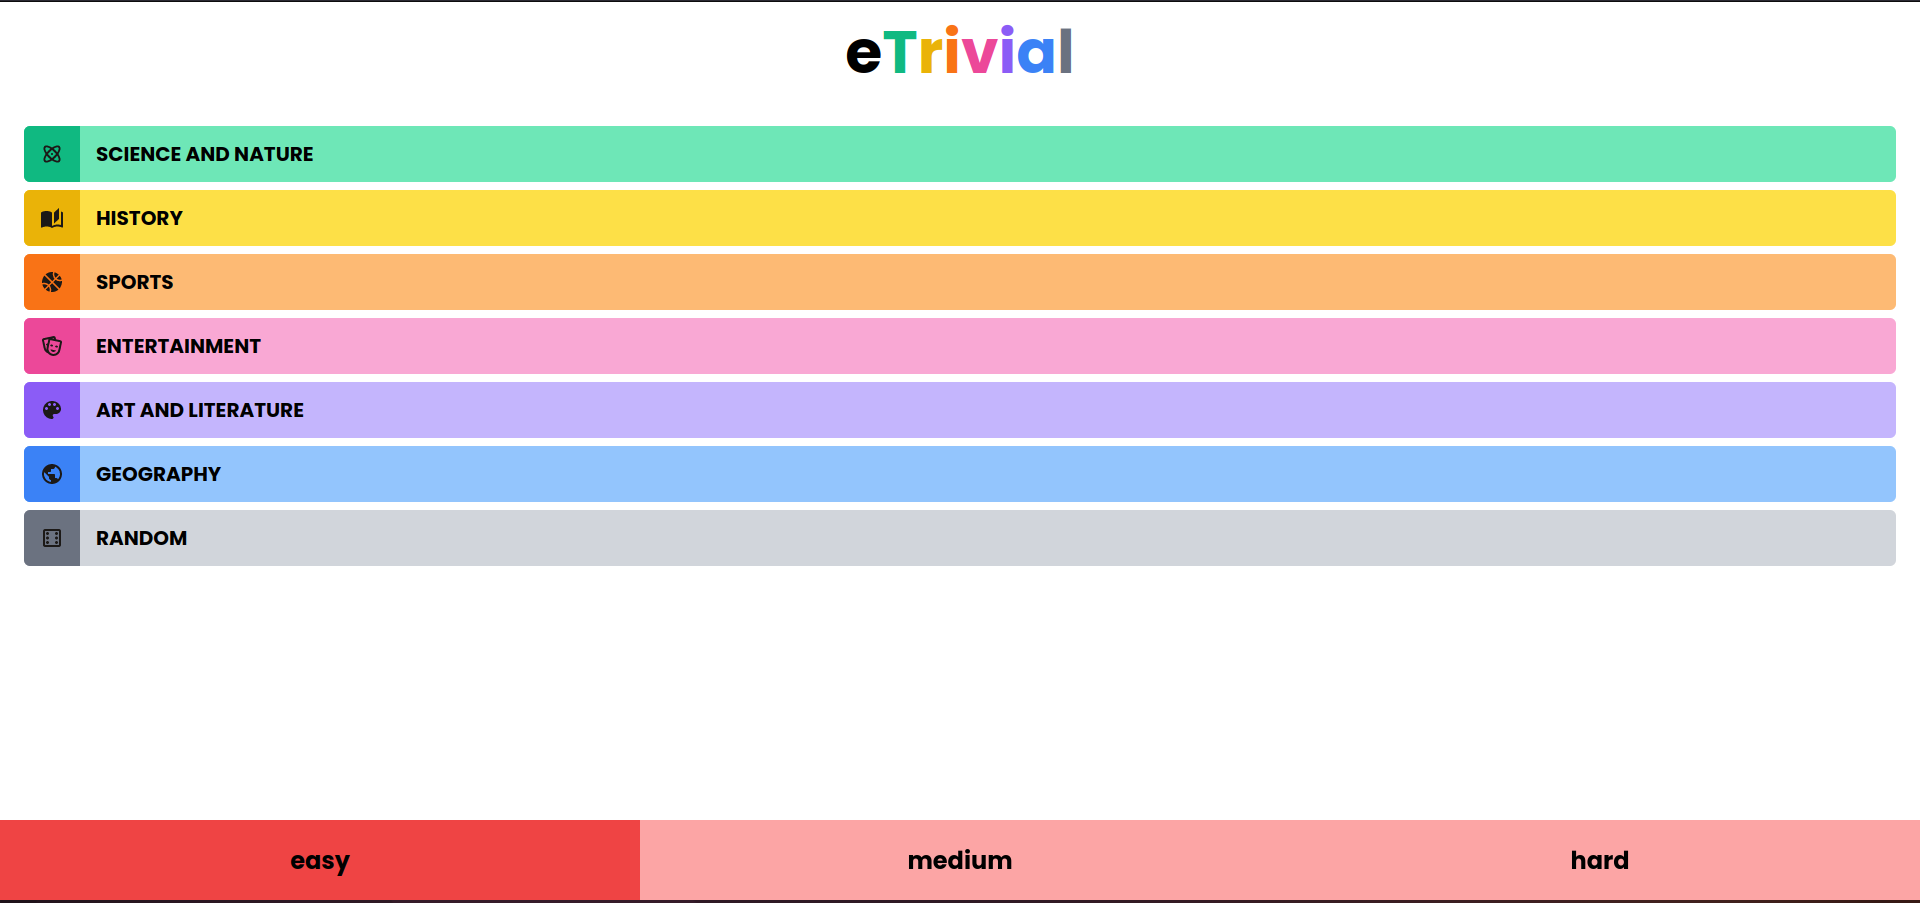 eTrivial
SCIENCE AND NATURE
HISTORY
SPORTS
ENTERTAINMENT
ART AND LITERATURE
GEOGRAPHY
RANDOM
easy medium hard